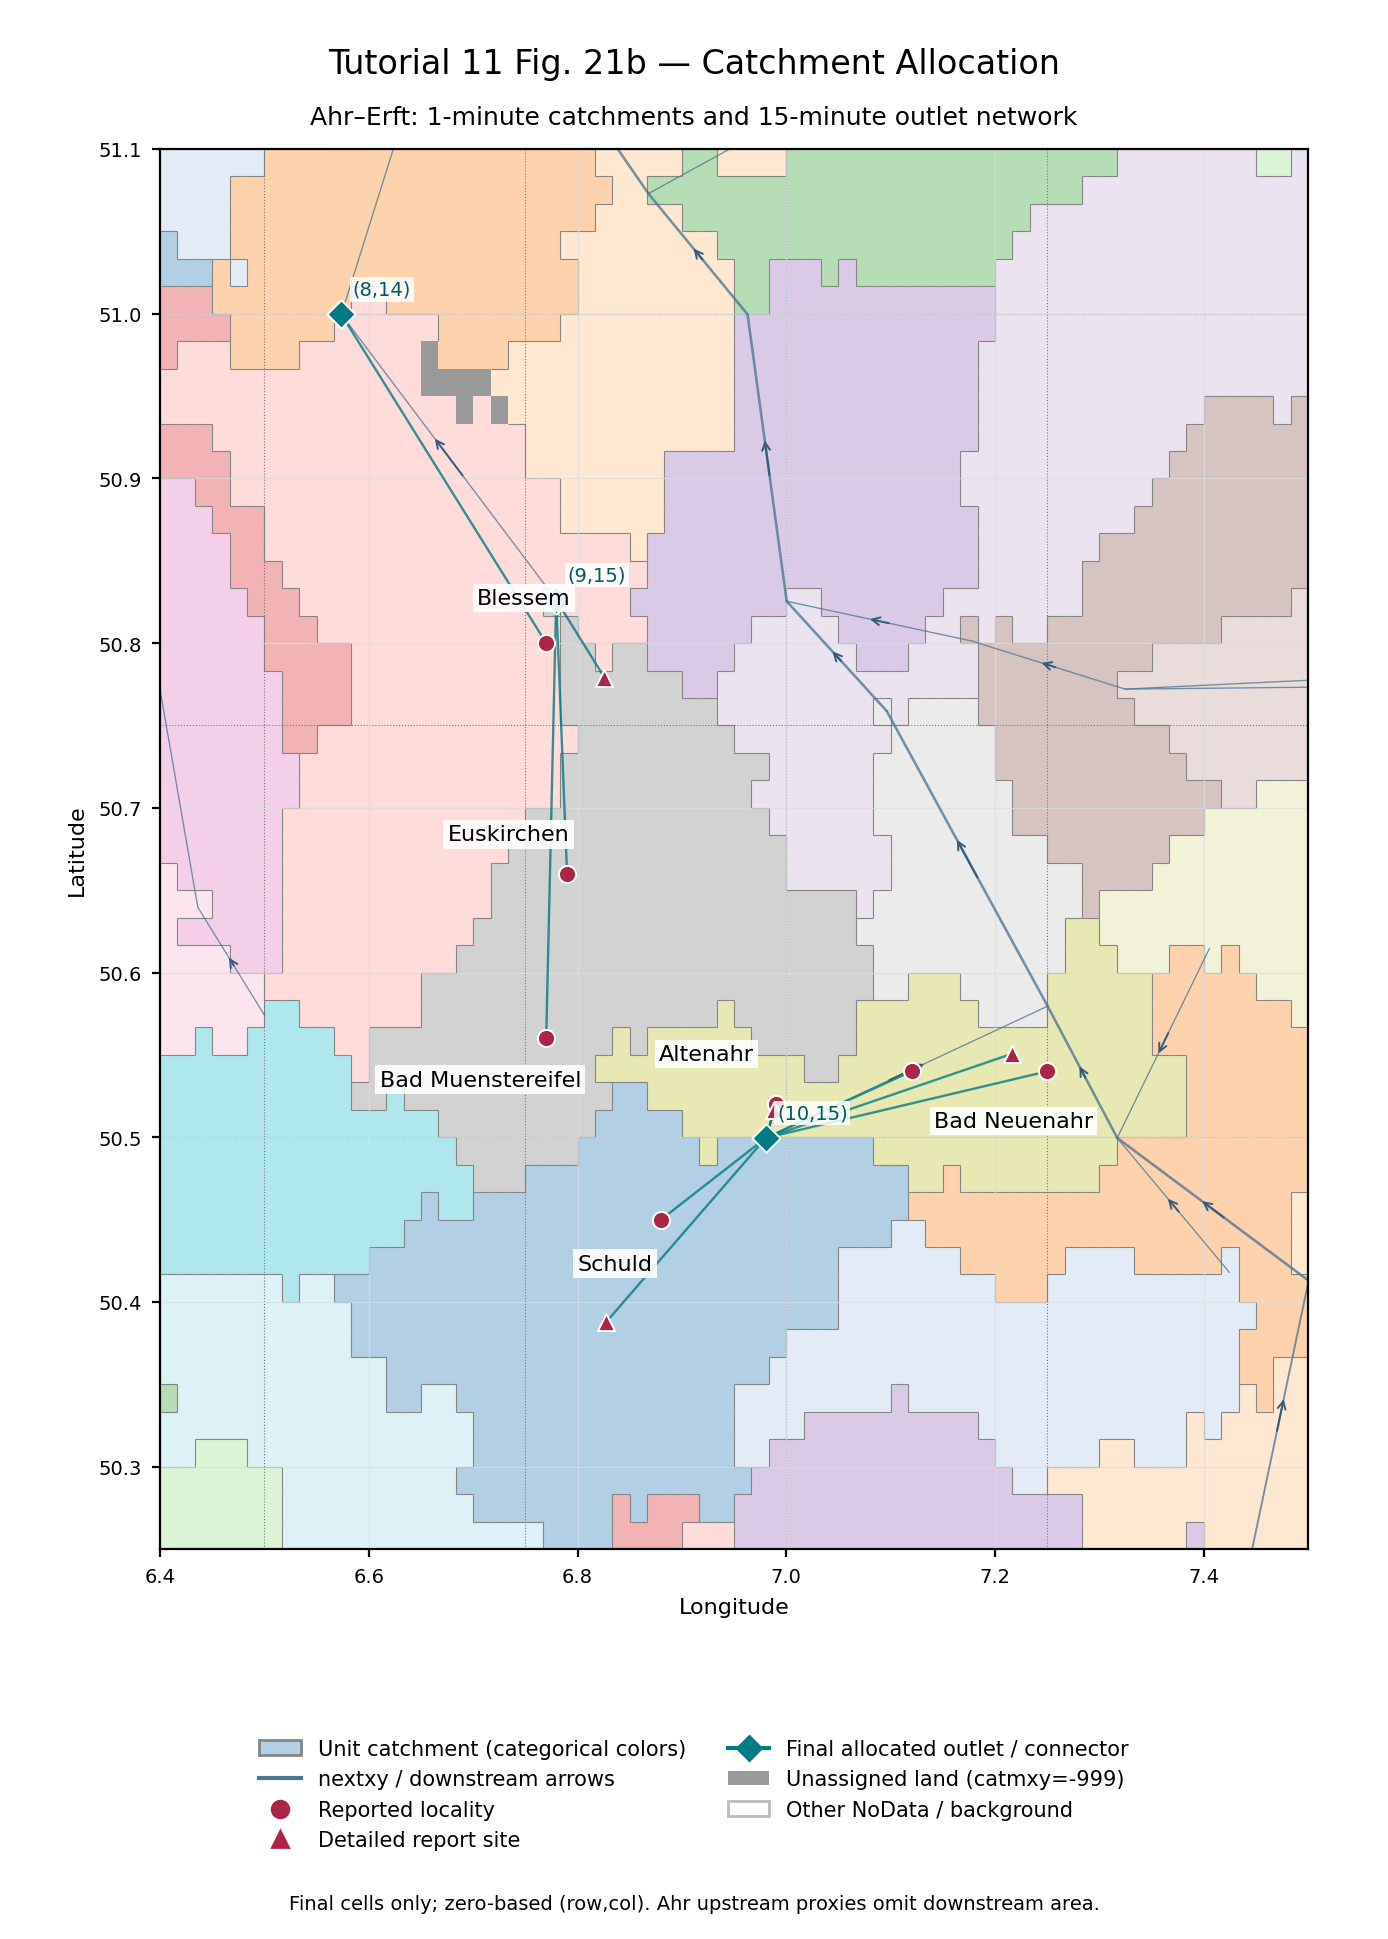 Tutorial 11 Fig. 21b — Catchment Allocation
Ahr–Erft: 1-minute catchments and 15-minute outlet network
51.1
51.0
50.9
50.8
50.7
50.6
50.5
50.4
50.3
Latitude
(8,14)
(9,15)
Blessem
Euskirchen
Altenahr
Bad Muenstereifel
(10,15)
Bad Neuenahr
Schuld
6.4
6.6
6.8
7.0
7.2
7.4
Longitude
Unit catchment (categorical colors)
nextxy / downstream arrows
Reported locality
Detailed report site
Final allocated outlet / connector
Unassigned land (catmxy=-999)
Other NoData / background
Final cells only; zero-based (row,col). Ahr upstream proxies omit downstream area.